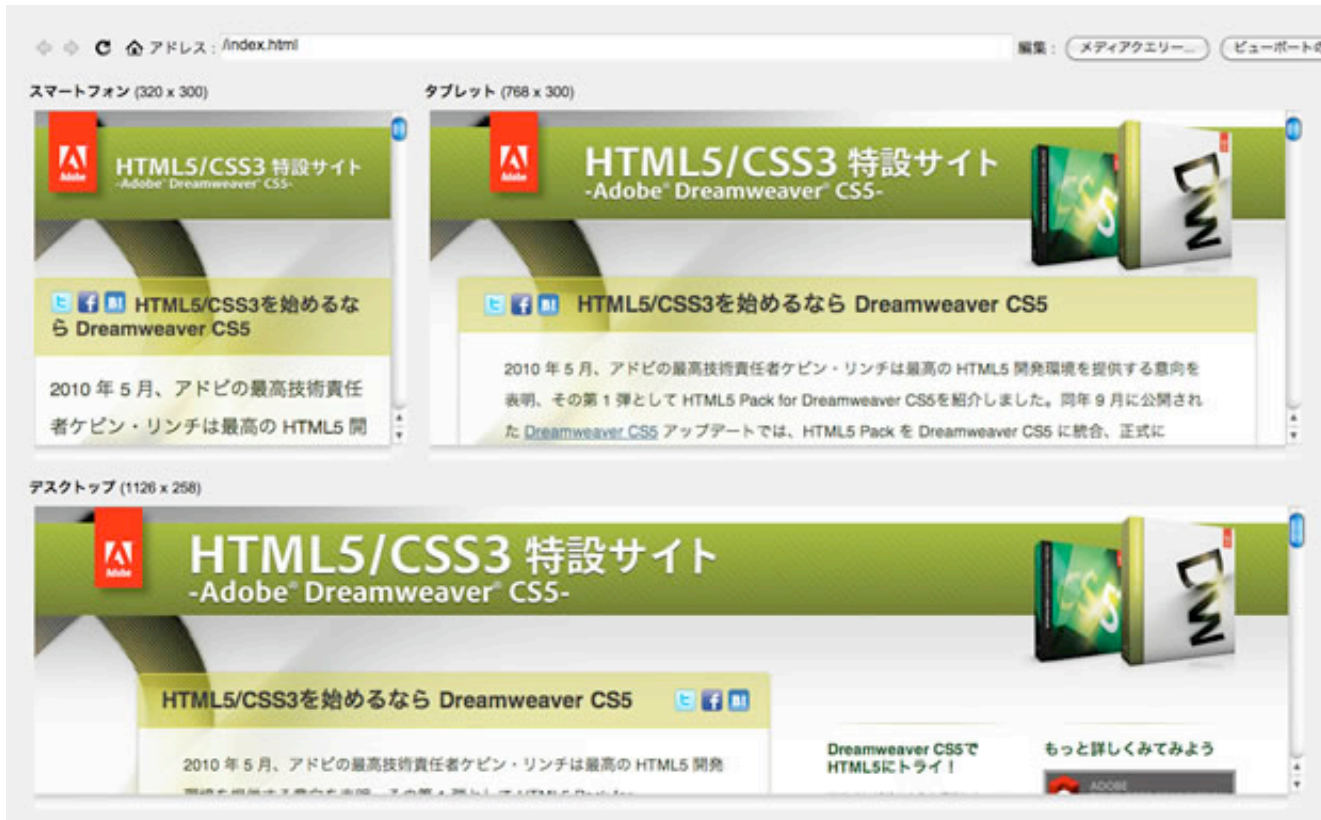 アドレス : /index.html 編集 : メディアクエリー... ビューポートの
スマートフォン (320 x 300)
Adobe
HTML5/CSS3 特設サイト
-Adobe® Dreamweaver® CS5-
HTML5/CSS3を始めるな
ら Dreamweaver CS5
2010 年 5 月、アドビの最高技術責任
者ケビン・リンチは最高の HTML5 開
タブレット (768 x 300)
Adobe
HTML5/CSS3 特設サイト
-Adobe® Dreamweaver® CS5-
CS5
DW
HTML5/CSS3を始めるなら Dreamweaver CS5
2010 年 5 月、アドビの最高技術責任者ケビン・リンチは最高の HTML5 開発環境を提供する意向を
表明、その第 1 弾として HTML5 Pack for Dreamweaver CS5を紹介しました。同年 9 月に公開され
た Dreamweaver CS5 アップデートでは、HTML5 Pack を Dreamweaver CS5 に統合、正式に
デスクトップ (1126 x 258)
Adobe
HTML5/CSS3 特設サイト
-Adobe® Dreamweaver® CS5-
CS5
DW
HTML5/CSS3を始めるなら Dreamweaver CS5
2010 年 5 月、アドビの最高技術責任者ケビン・リンチは最高の HTML5 開発
Dreamweaver CS5で
HTML5にトライ！
もっと詳しくみてみよう
ADOBE